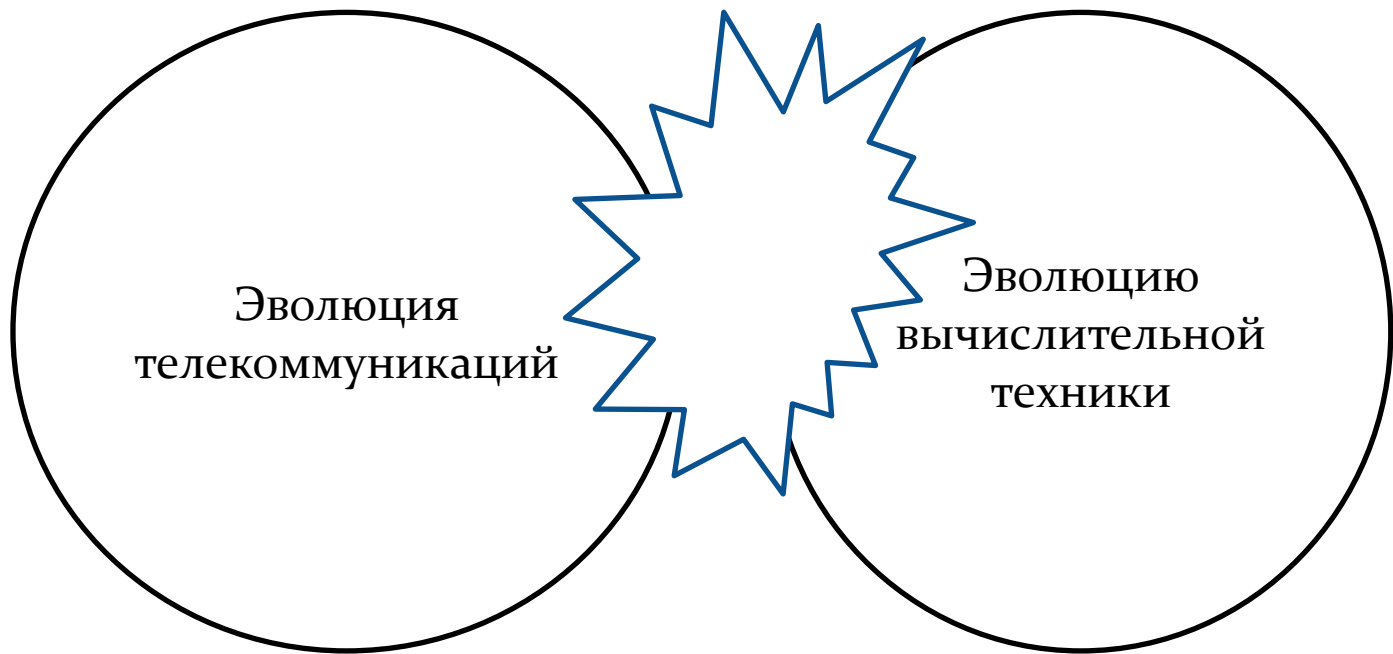 Эволюция
телекоммуникаций
Эволюцию
вычислительной
техники